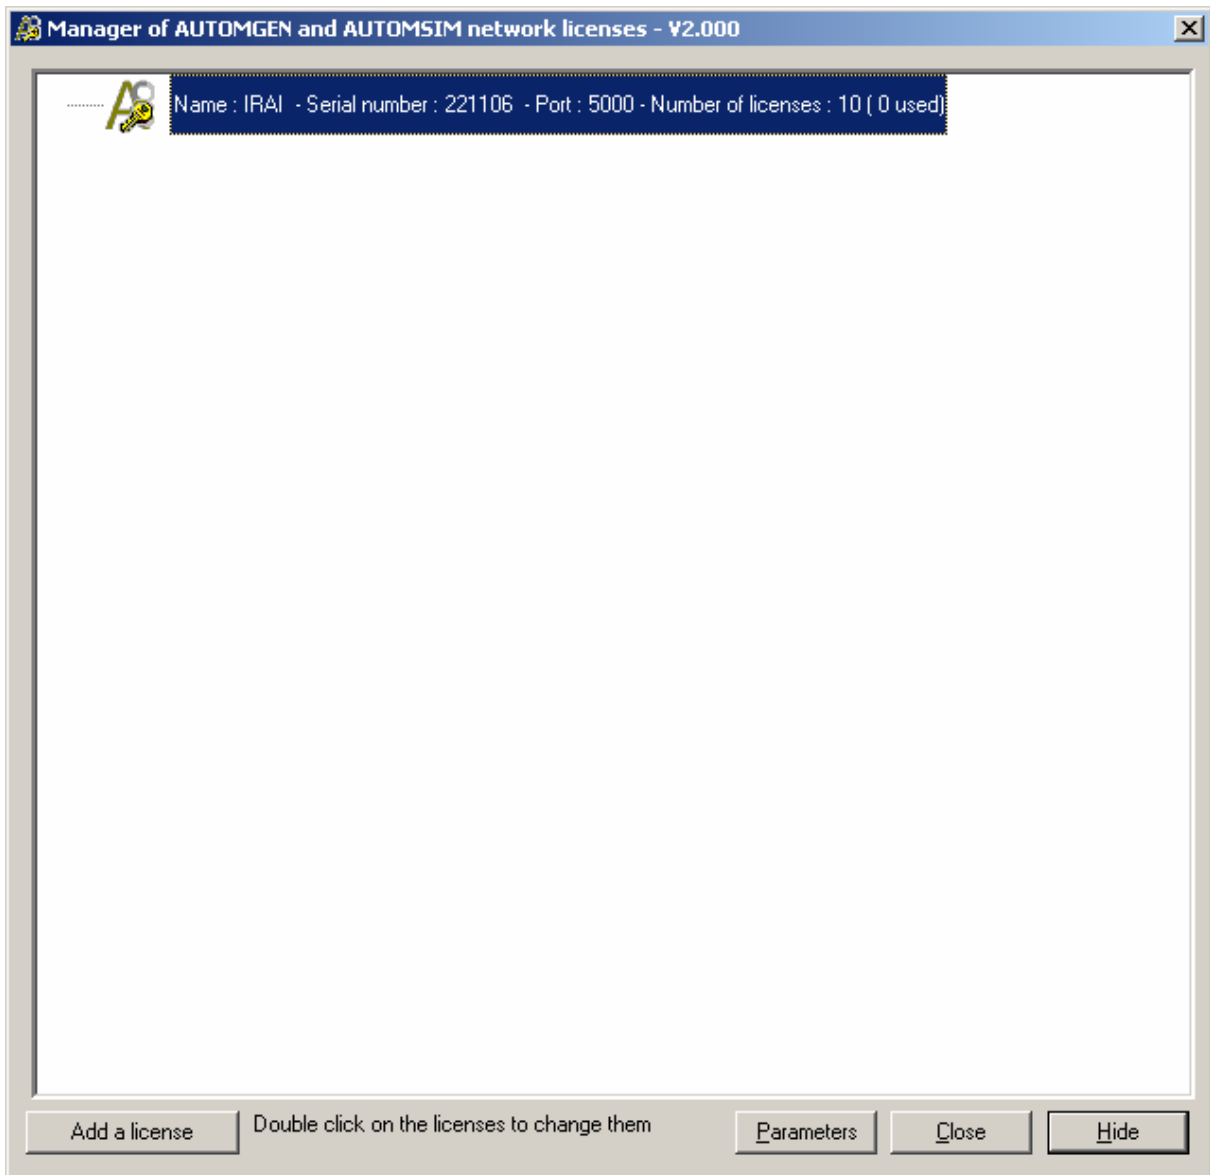 Manager of AUTOMGEN and AUTOMSIM network licenses - V2.000
Name : IRAI - Serial number : 221106 - Port : 5000 - Number of licenses : 10 ( 0 used)
Add a license Double click on the licenses to change them Parameters Close Hide